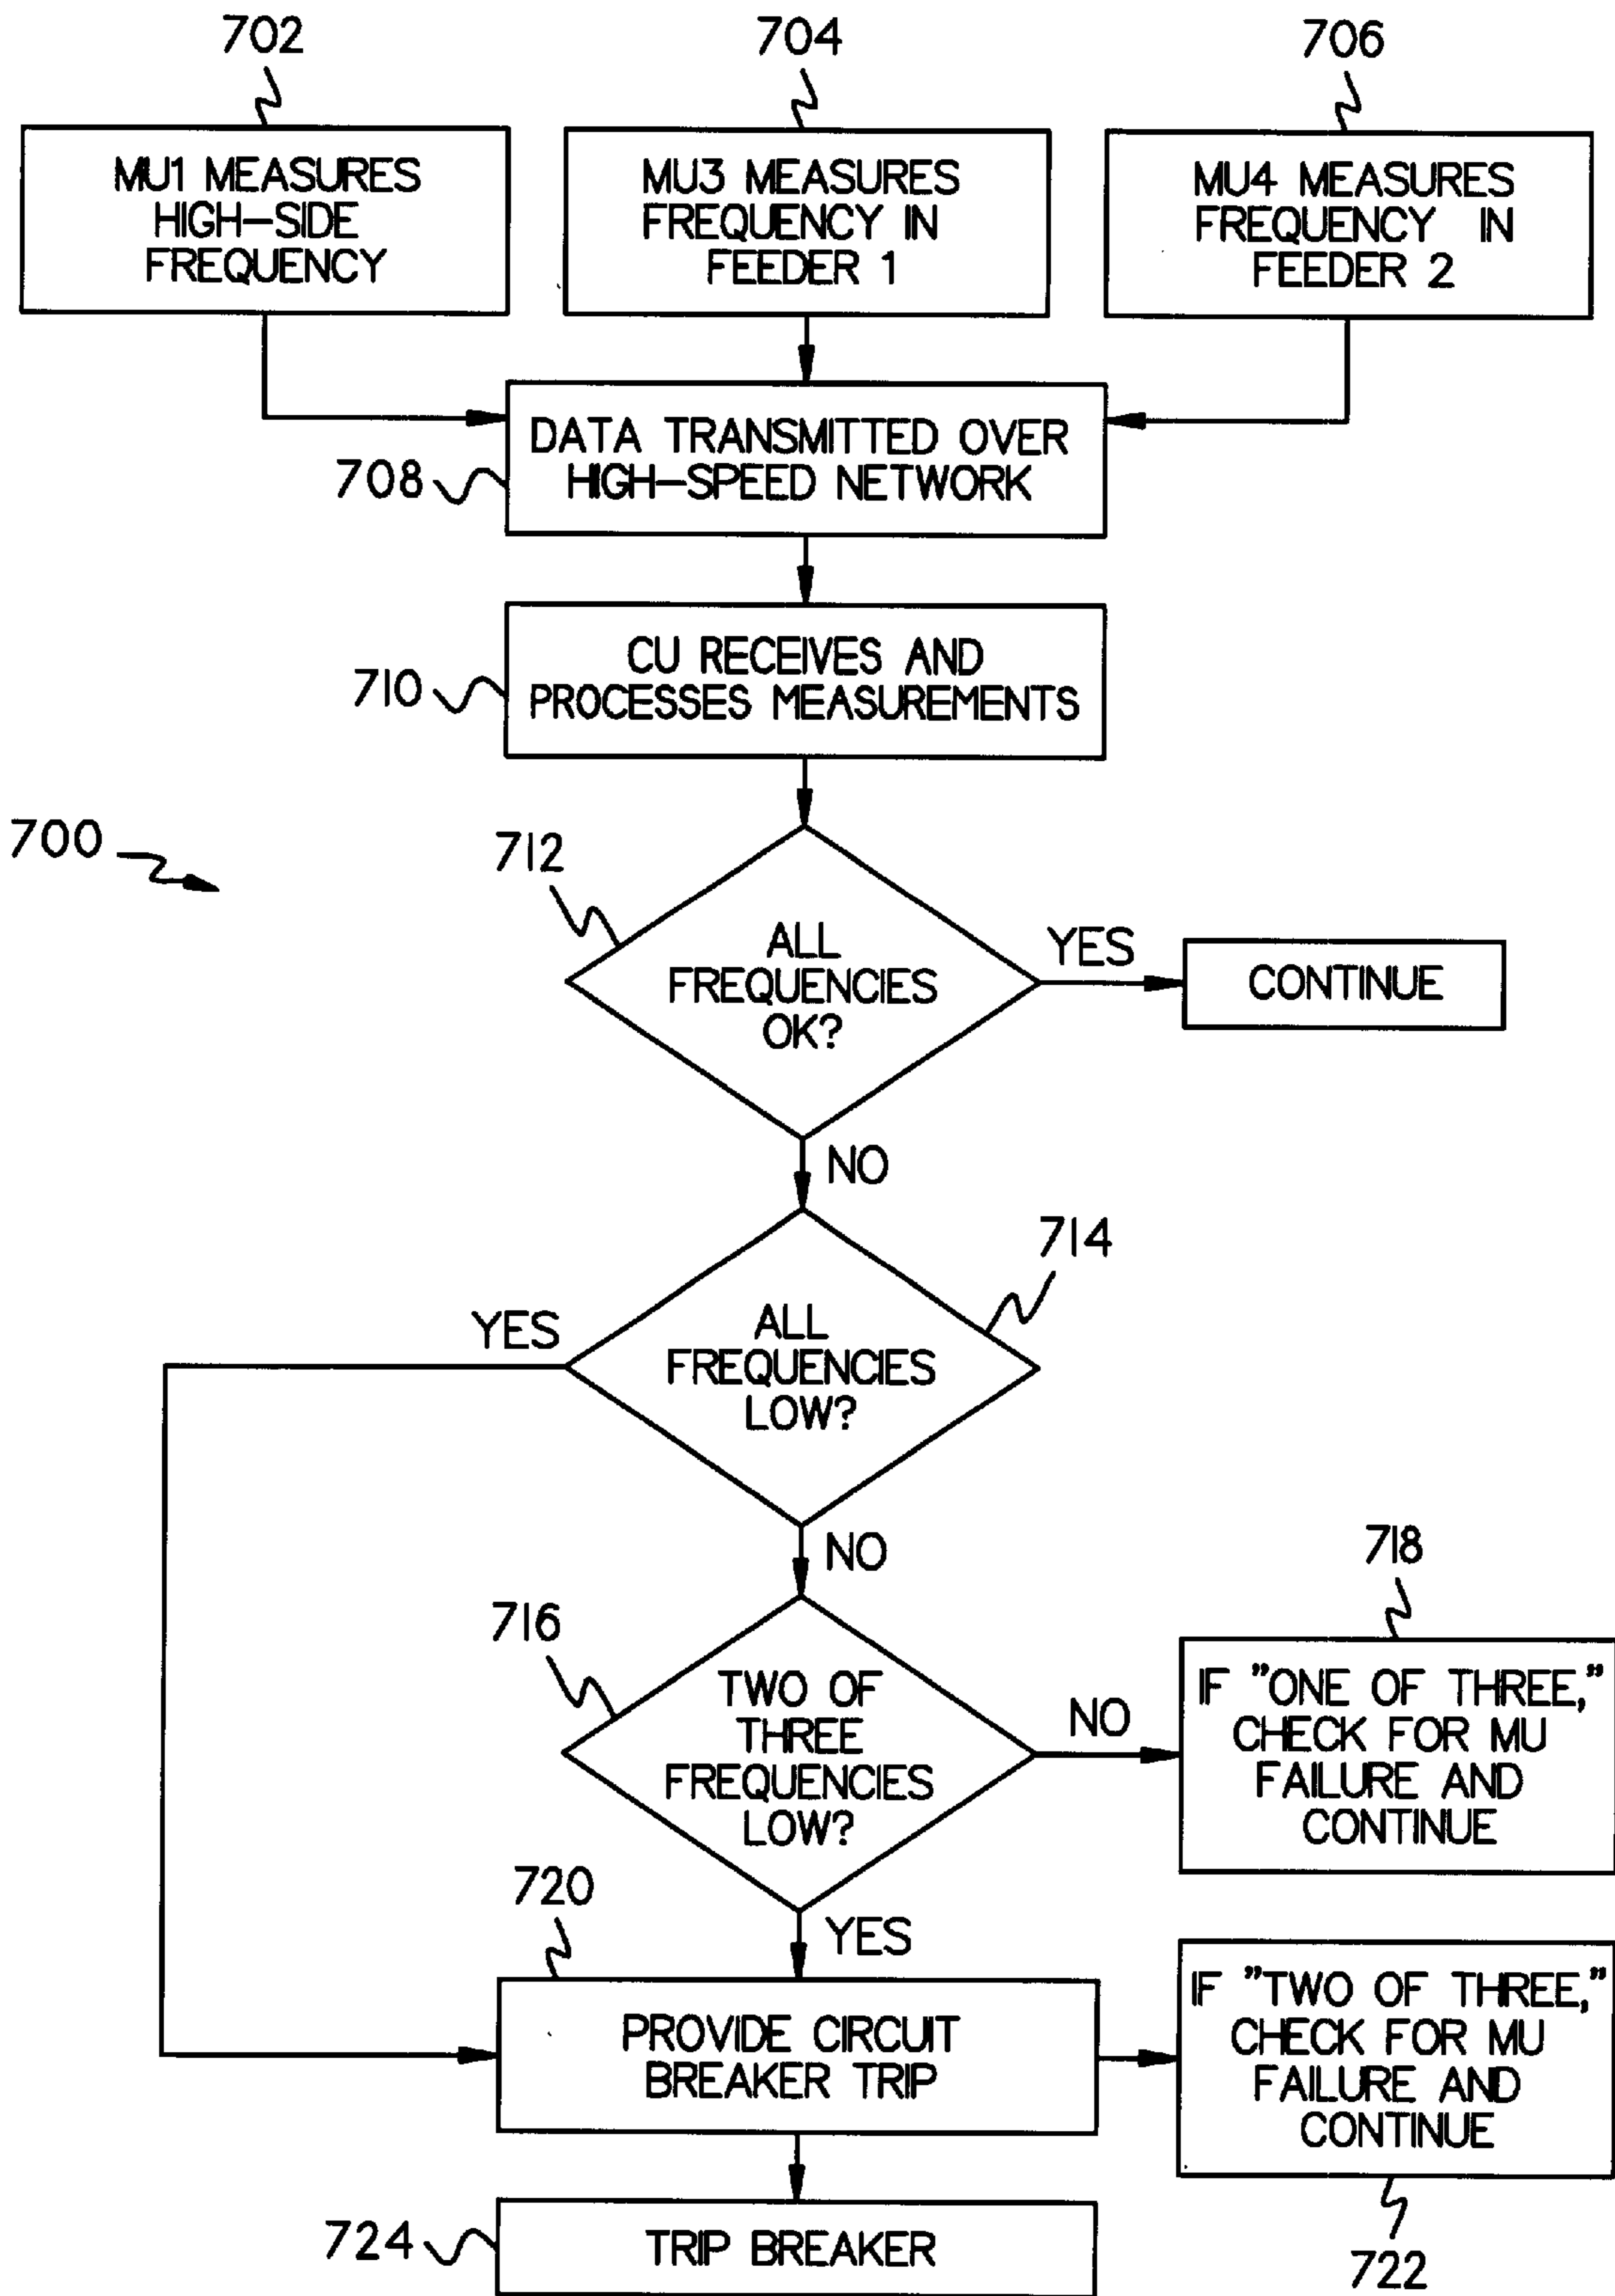 702
704
706
MU1 MEASURES
HIGH-SIDE
FREQUENCY
MU3 MEASURES
FREQUENCY IN
FEEDER 1
MU4 MEASURES
FREQUENCY IN
FEEDER 2
DATA TRANSMITTED OVER
HIGH-SPEED NETWORK
708
CU RECEIVES AND
PROCESSES MEASUREMENTS
710
700
712
ALL
FREQUENCIES
OK?
YES
CONTINUE
NO
714
YES
ALL
FREQUENCIES
LOW?
NO
716
TWO OF
THREE
FREQUENCIES
LOW?
NO
718
IF "ONE OF THREE,"
CHECK FOR MU
FAILURE AND
CONTINUE
YES
720
PROVIDE CIRCUIT
BREAKER TRIP
IF "TWO OF THREE,"
CHECK FOR MU
FAILURE AND
CONTINUE
722
724
TRIP BREAKER